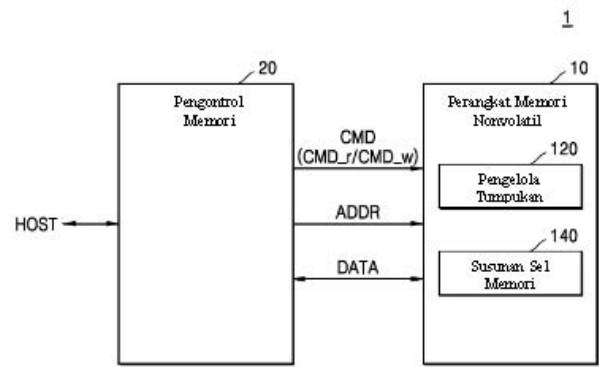 1
20
10
Pengontrol
Memori
Perangkat Memori
Nonvolatil
CMD
(CMD_r/CMD_w)
120
Pengelola
Tumpukan
HOST
ADDR
140
DATA
Susunan Sel
Memori